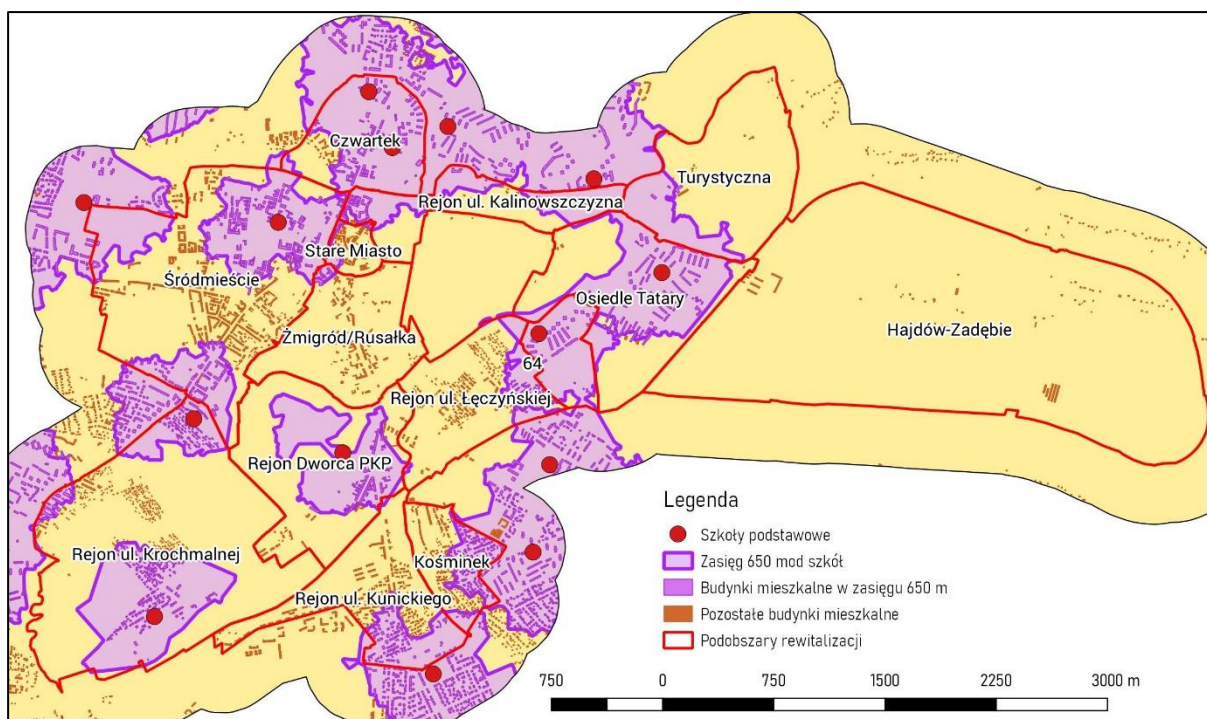 Czwartek
Turystyczna
Rejon ul. Kalinowszczyzna
Stare Miasto
Śródmieście
Osiedle Tatary
Żmigród/Rusałka
Hajdów-Zadębie
64
Rejon ul. Łęczyńskiej
Rejon Dworca PKP
Rejon ul. Krochmalnej
Kośminek
Rejon ul. Kunickiego
Legenda
Szkoły podstawowe
Zasięg 650 mod szkół
Budynki mieszkalne w zasięgu 650 m
Pozostałe budynki mieszkalne
Podobszary rewitalizacji
750 0 750 1500 2250 3000 m